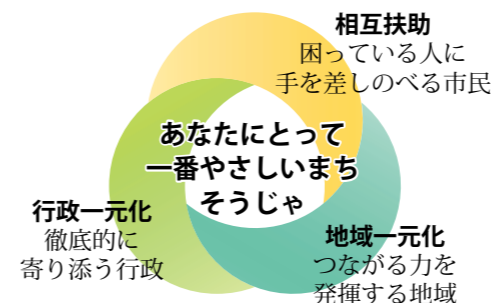 相互扶助
困っている人に
手を差しのべる市民
あなたにとって
一番やさしいまち
そうじゃ
行政一元化
徹底的に
寄り添う行政
地域一元化
つながる力を
発揮する地域